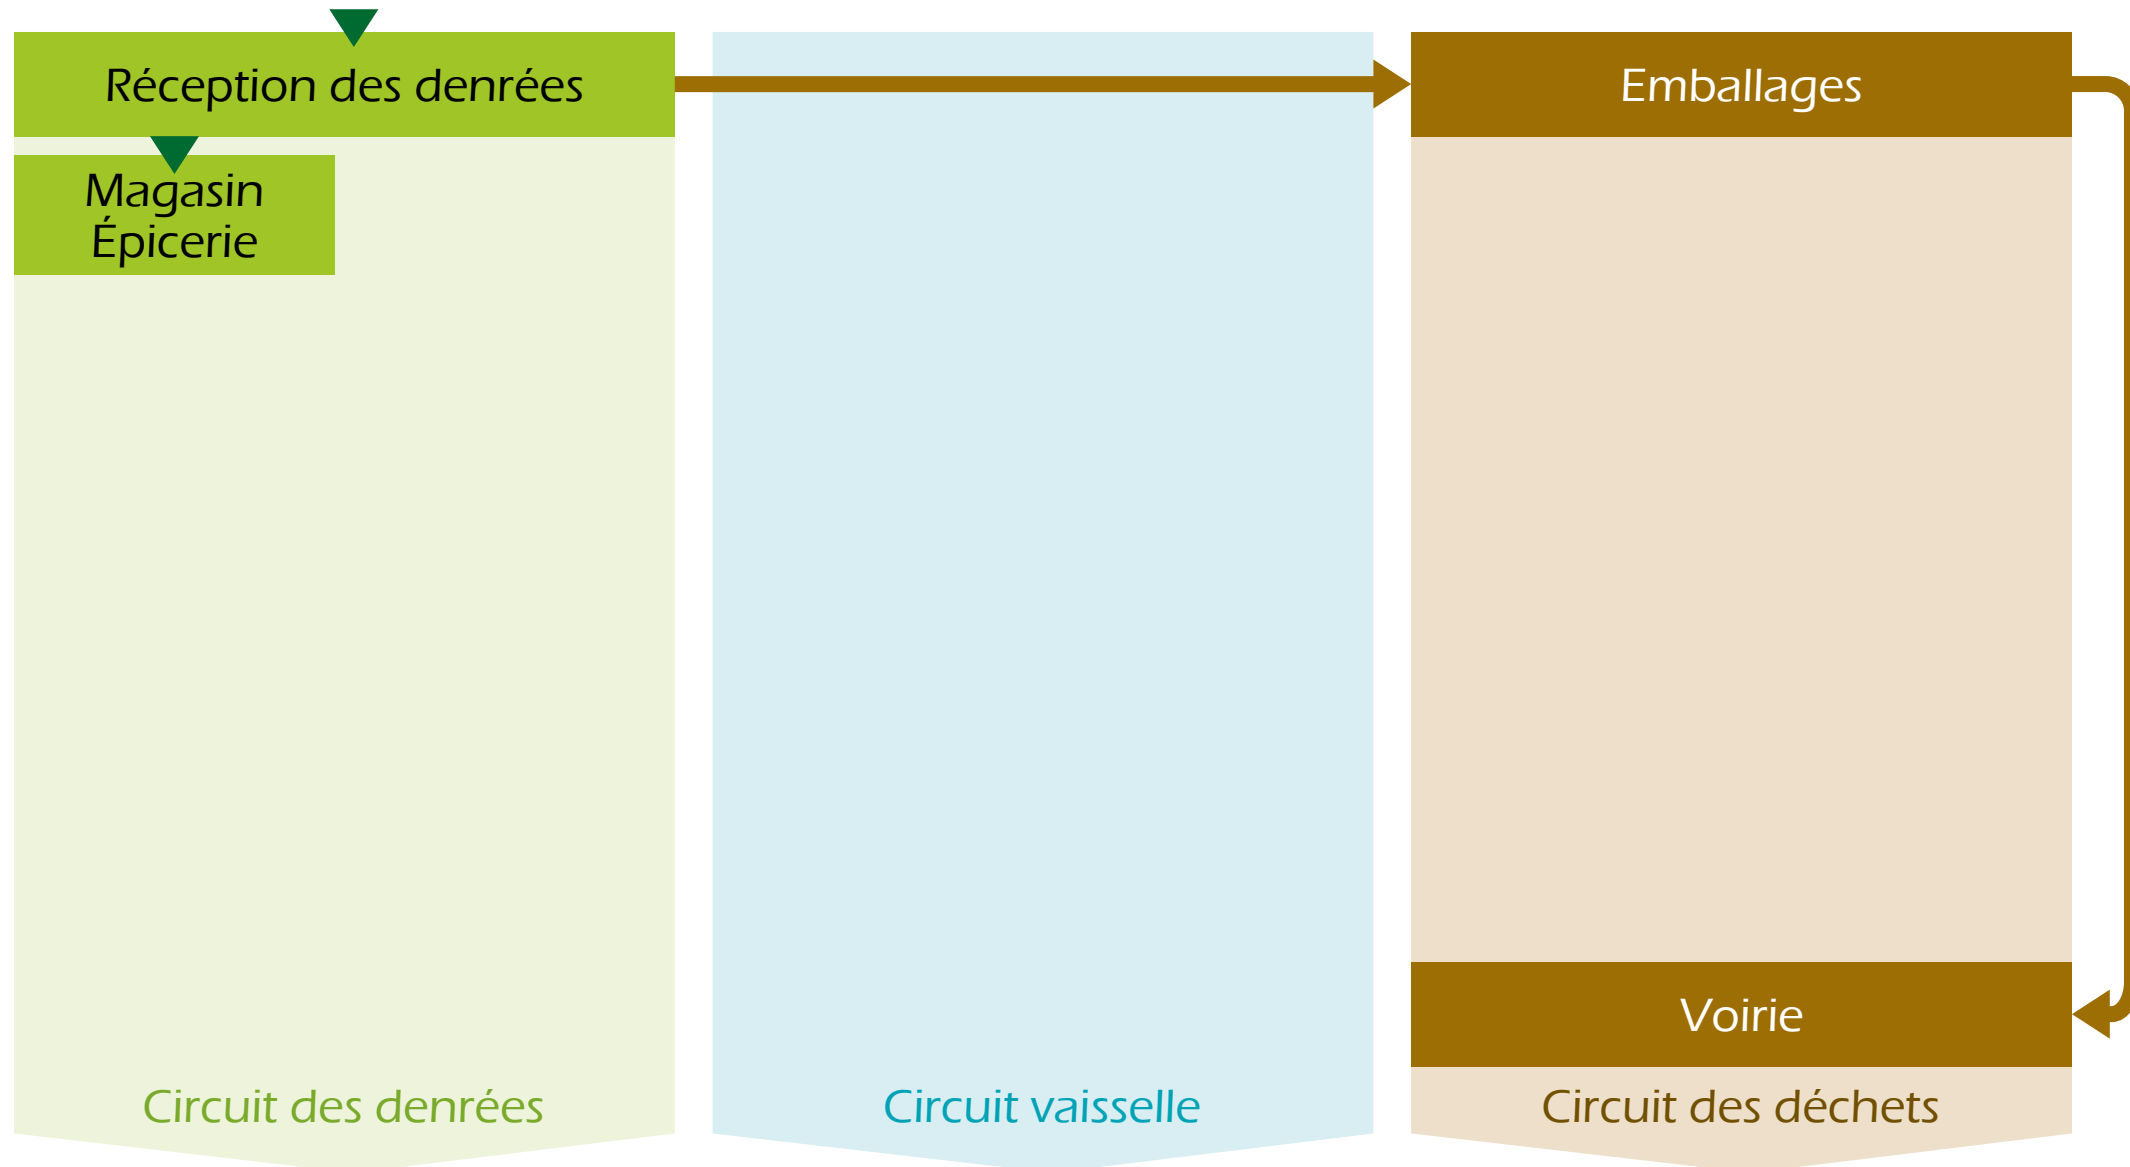 Réception des denrées
Emballages
Magasin
Épicerie
Voirie
Circuit des denrées
Circuit vaisselle
Circuit des déchets